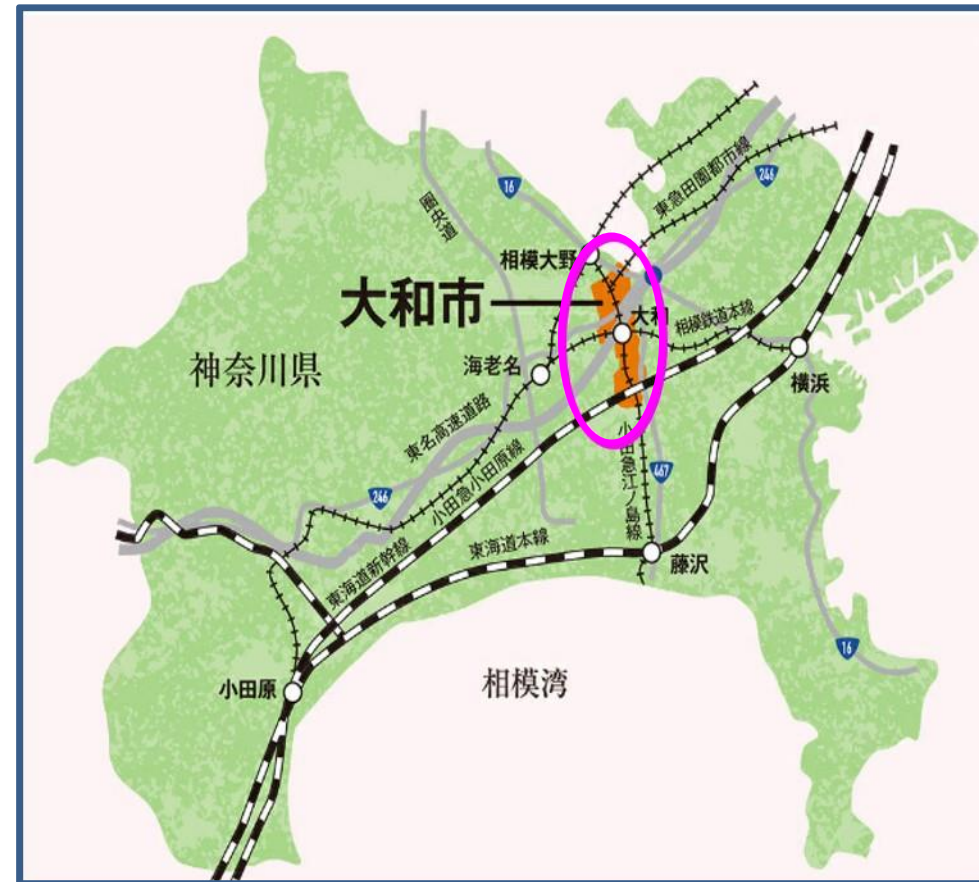 東急田園都市線
246
16
圏央道
相模大野
大和市
大和
相模鉄道本線
神奈川県
海老名
横浜
東名高速道路
小田急小田原線
小田急江ノ島線
467
246
東海道新幹線
東海道本線
藤沢
16
小田原
相模湾